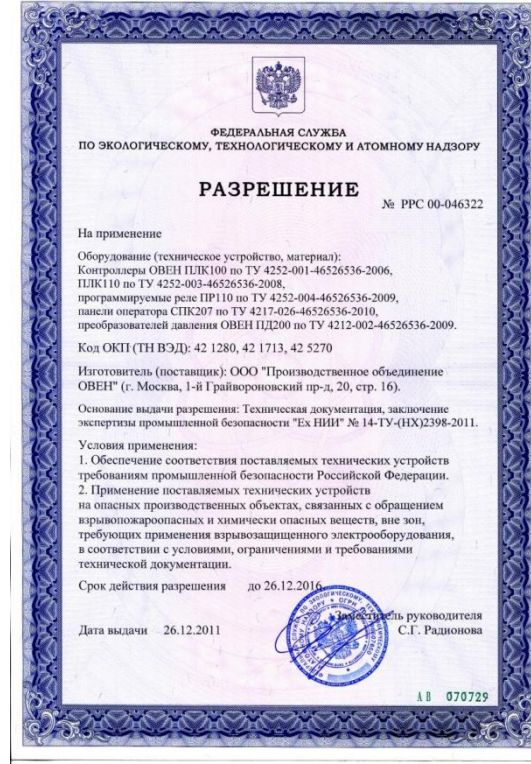 ФЕДЕРАЛЬНАЯ СЛУЖБА
ПО ЭКОЛОГИЧЕСКОМУ, ТЕХНОЛОГИЧЕСКОМУ И АТОМНОМУ НАДЗОРУ
РАЗРЕШЕНИЕ
№ РРС 00-046322
На применение
Оборудование (техническое устройство, материал):
Контроллеры ОВЕН ПЛК100 по ТУ 4252-001-46526536-2006,
ПЛК110 по ТУ 4252-003-46526536-2008,
программируемые реле ПР110 по ТУ 4252-004-46526536-2009,
панели оператора СПК207 по ТУ 4217-026-46526536-2010,
преобразователей давления ОВЕН ПД200 по ТУ 4212-002-46526536-2009.
Код ОКП (ТН ВЭД): 42 1280, 42 1713, 42 5270
Изготовитель (поставщик): ООО "Производственное объединение
ОВЕН" (г. Москва, 1-й Грайвороновский пр-д, 20, стр. 16).
Основание выдачи разрешения: Техническая документация, заключение
экспертизы промышленной безопасности "Ех НИИ" № 14-ТУ-(НХ)2398-2011.
Условия применения:
1. Обеспечение соответствия поставляемых технических устройств
требованиям промышленной безопасности Российской Федерации.
2. Применение поставляемых технических устройств
на опасных производственных объектах, связанных с обращением
взрывопожароопасных и химически опасных веществ, вне зон,
требующих применения взрывозащищенного электрооборудования,
в соответствии с условиями, ограничениями и требованиями
технической документации.
Срок действия разрешения до 26.12.2016
Заместитель руководителя
Дата выдачи 26.12.2011 С.Г. Радионова
АВ 070729